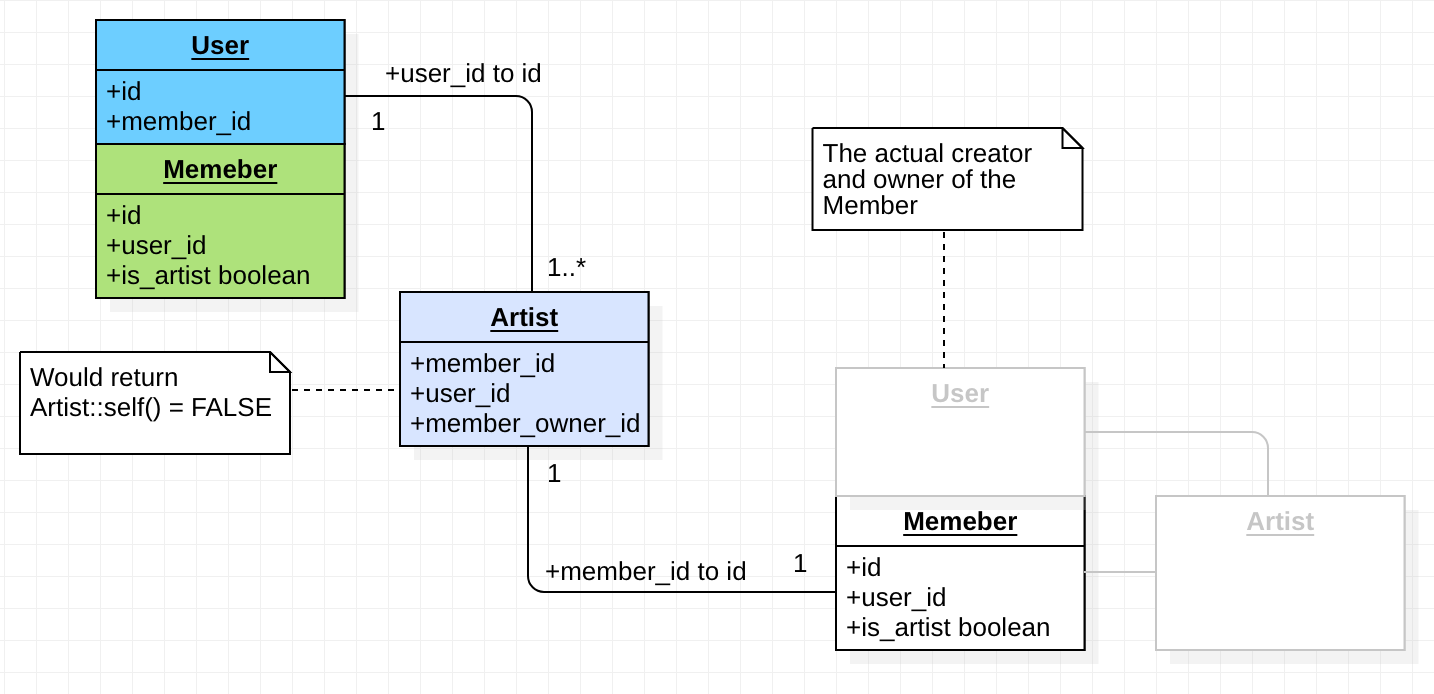 User
+id
+member_id
Memeber
+id
+user_id
+is_artist boolean
+user_id to id
1
1..*
Artist
+member_id
+user_id
+member_owner_id
Would return
Artist::self() = FALSE
1
+member_id to id
1
The actual creator
and owner of the
Member
User
Memeber
+id
+user_id
+is_artist boolean
Artist